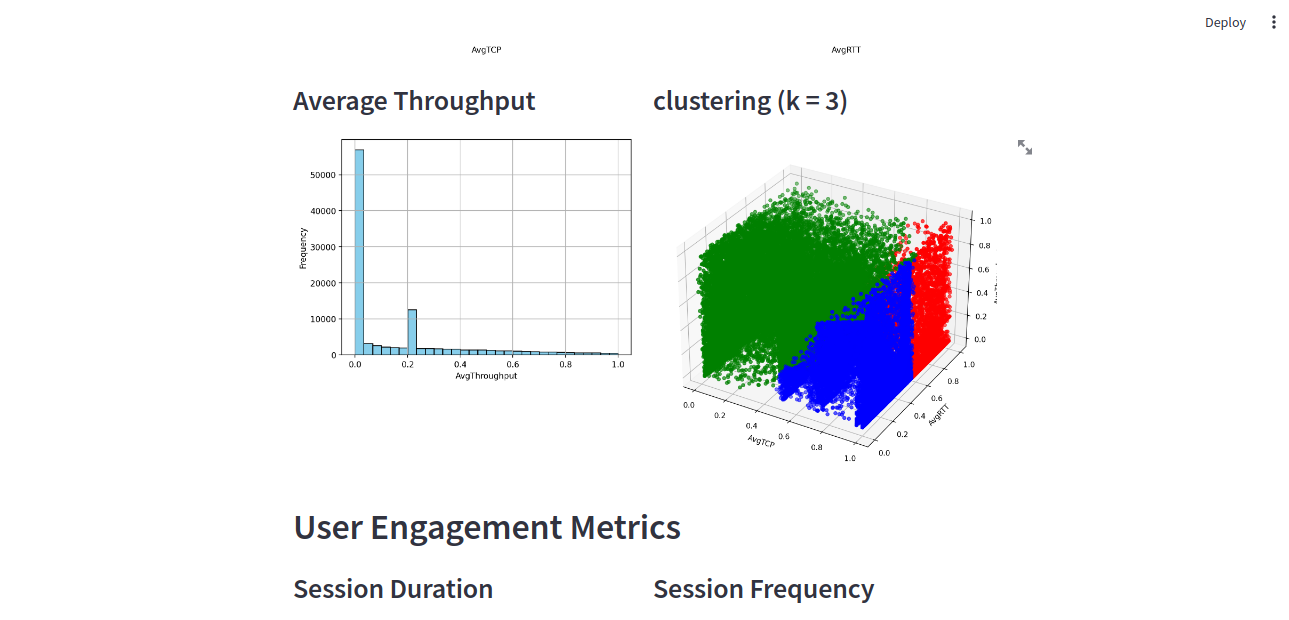 Deploy
AvgTCP
AvgRTT
Average Throughput
clustering (k = 3)
50000
40000
30000
20000
10000
0
Frequency
0.0 0.2 0.4 0.6 0.8 1.0
AvgThroughput
1.0
0.8
0.6
0.4
0.2
0.0
0.0
0.2
0.4
0.6
0.8
1.0
AvgTCP
0.0
0.2
0.4
0.6
0.8
1.0
AvgRTT
User Engagement Metrics
Session Duration
Session Frequency